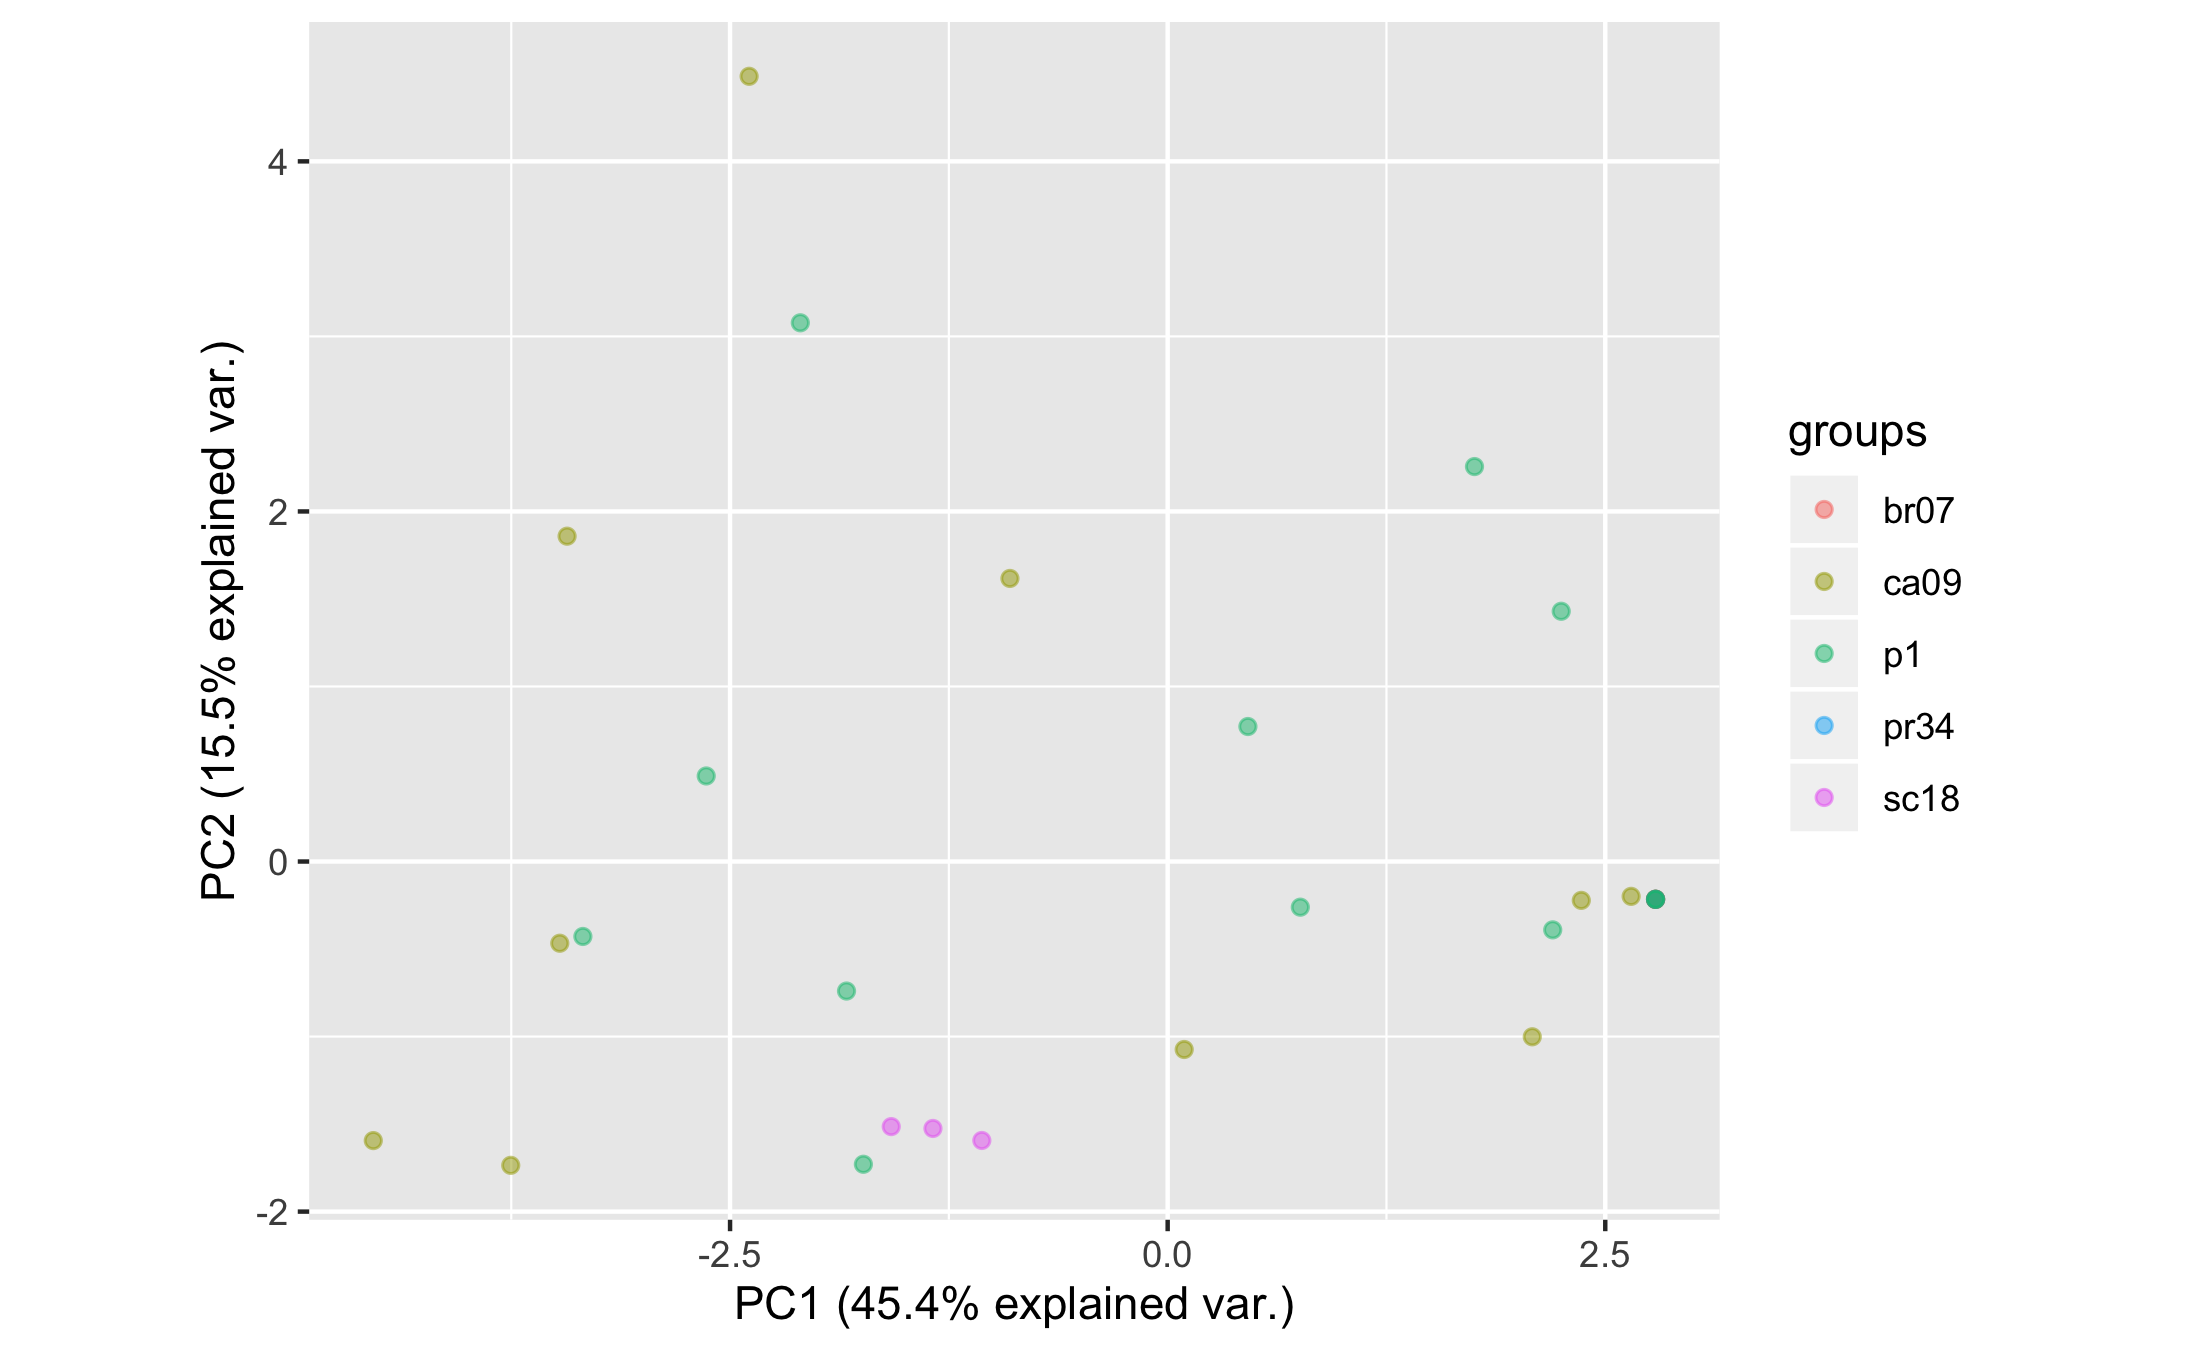 4
2
0
-2
PC2 (15.5% explained var.)
-2.5 0.0 2.5
PC1 (45.4% explained var.)
groups
br07
ca09
p1
pr34
sc18